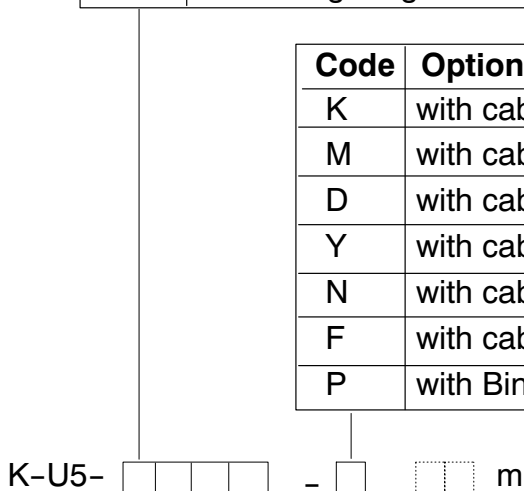 Code Option
K with cab
M with cab
D with cab
Y with cab
N with cab
F with cab
P with Bin
K-U5- - m